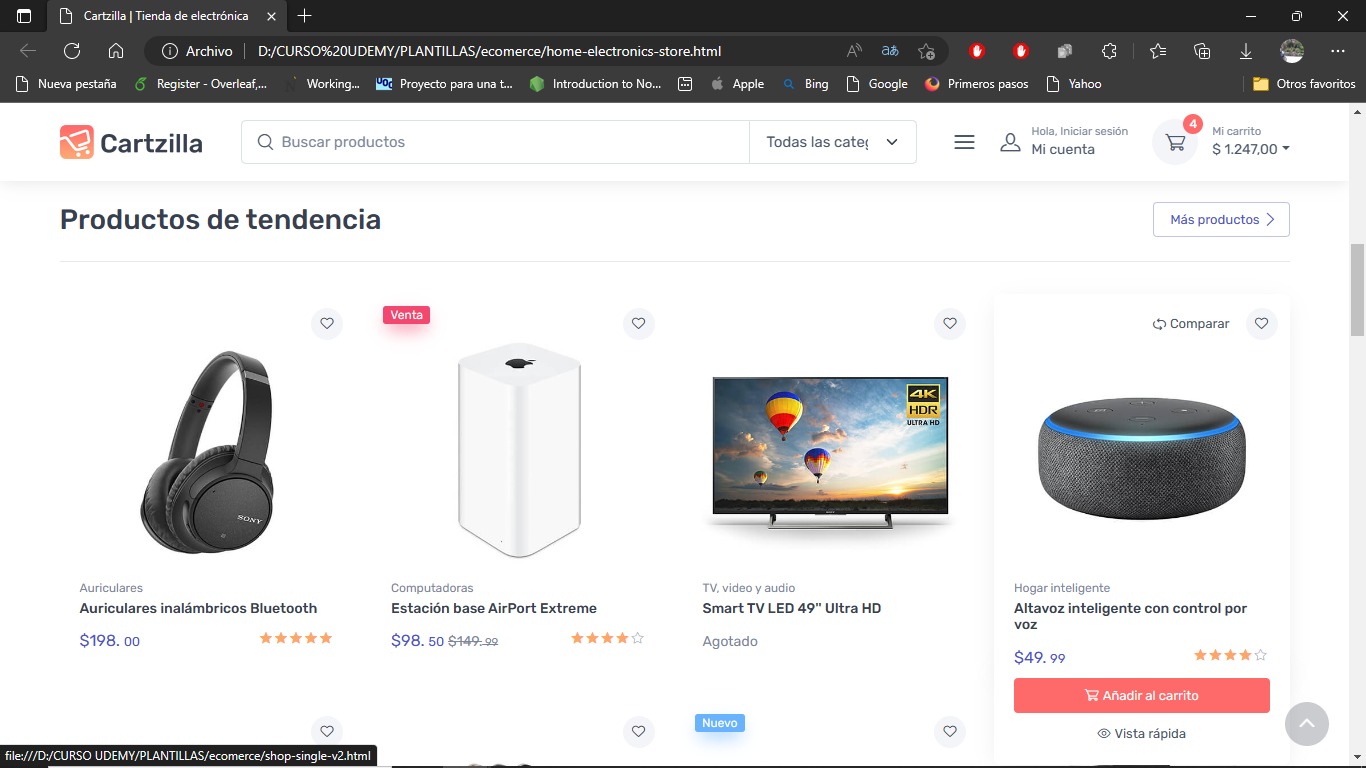 Cartzilla | Tienda de electrónica
Archivo
D:/CURSO%20UDEMY/PLANTILLAS/ecomerce/home-electronics-store.html
Nueva pestaña
Register - Overleaf,...
Working...
UOC
Proyecto para una t...
Introduction to No...
Apple
Bing
Google
Primeros pasos
Yahoo
Otros favoritos
Cartzilla
Buscar productos
Todas las categ
Hola, Iniciar sesión
Mi cuenta
4
Mi carrito
$ 1.247,00
Productos de tendencia
Más productos
Venta
Comparar
SONY
4K
HDR
ULTRA HD
Auriculares
Auriculares inalámbricos Bluetooth
$198. 00
Computadoras
Estación base AirPort Extreme
$98. 50 $149. 99
TV, video y audio
Smart TV LED 49" Ultra HD
Agotado
Hogar inteligente
Altavoz inteligente con control por
voz
$49. 99
Añadir al carrito
Vista rápida
Nuevo
file:///D:/CURSO UDEMY/PLANTILLAS/ecomerce/shop-single-v2.html